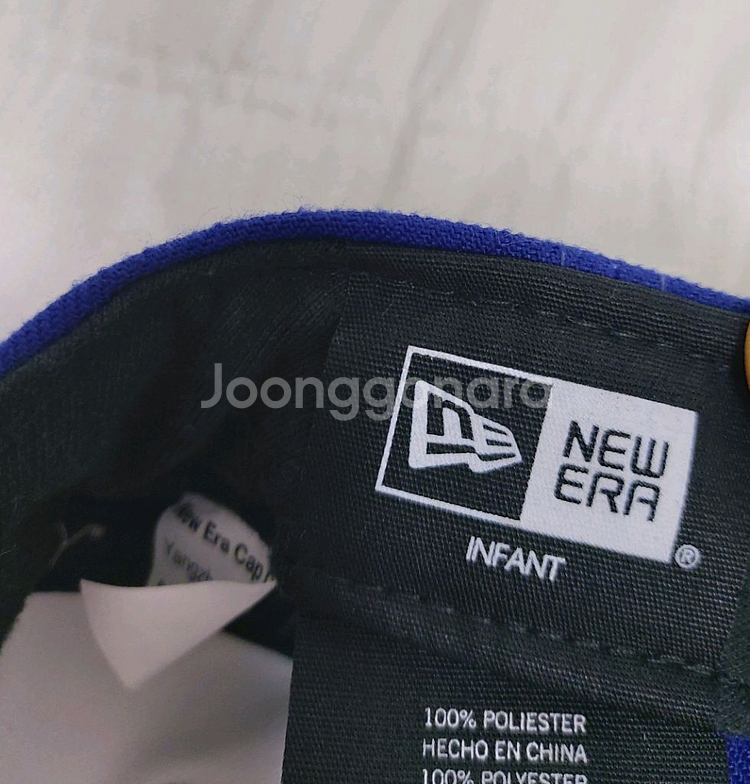 Joonggonara
NEW
ERA
®
INFANT
New Era Cap
100% POLIESTER
HECHO EN CHINA
100% POLYESTER